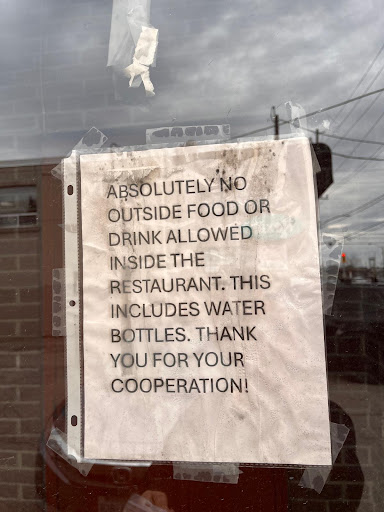 ABSOLUTELY NO
OUTSIDE FOOD OR
DRINK ALLOWED
INSIDE THE
RESTAURANT. THIS
INCLUDES WATER
BOTTLES. THANK
YOU FOR YOUR
COOPERATION!